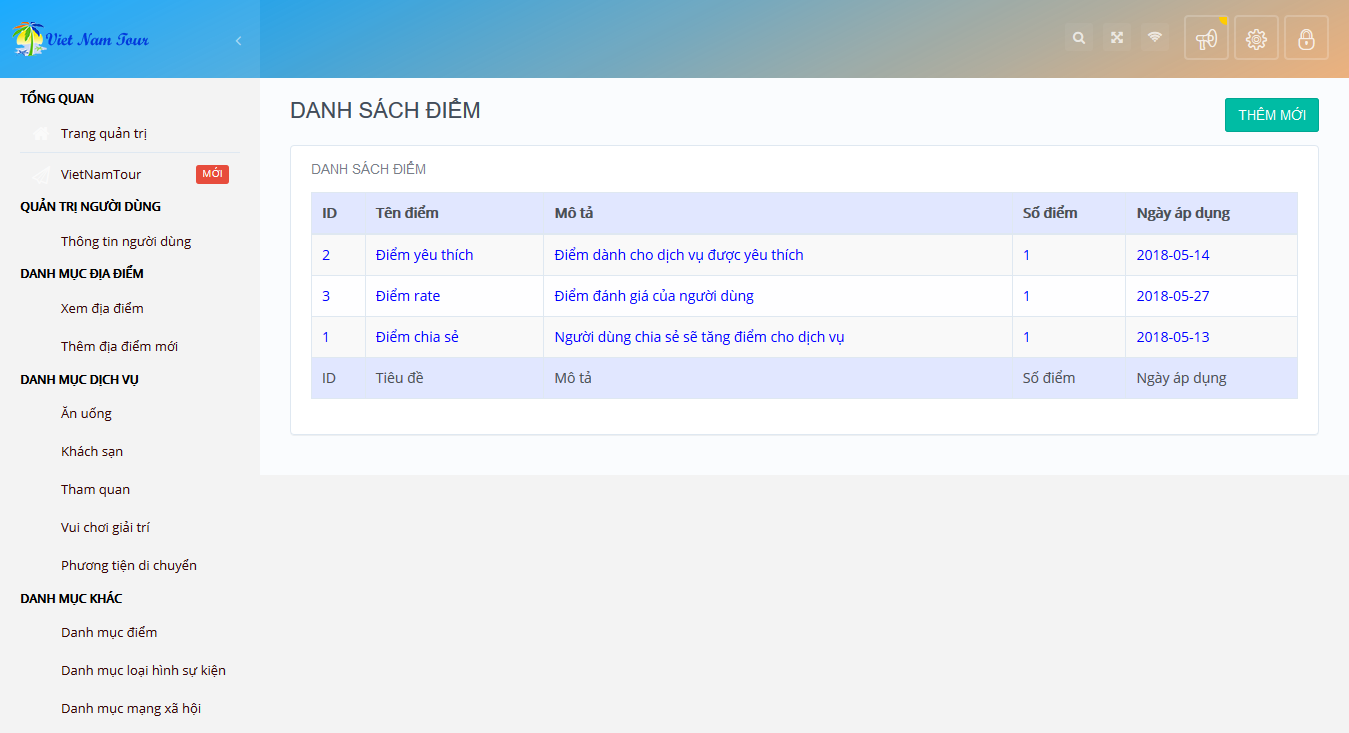 Viet Nam Tour
TỔNG QUAN
Trang quản trị
VietNamTour MỚI
QUẢN TRỊ NGƯỜI DÙNG
Thông tin người dùng
DANH MỤC ĐỊA ĐIỂM
Xem địa điểm
Thêm địa điểm mới
DANH MỤC DỊCH VỤ
Ăn uống
Khách sạn
Tham quan
Vui chơi giải trí
Phương tiện di chuyển
DANH MỤC KHÁC
Danh mục điểm
Danh mục loại hình sự kiện
Danh mục mạng xã hội
DANH SÁCH ĐIỂM
THÊM MỚI
DANH SÁCH ĐIỂM
ID Tên điểm Mô tả Số điểm Ngày áp dụng
2 Điểm yêu thích Điểm dành cho dịch vụ được yêu thích 1 2018-05-14
3 Điểm rate Điểm đánh giá của người dùng 1 2018-05-27
1 Điểm chia sẻ Người dùng chia sẻ sẽ tăng điểm cho dịch vụ 1 2018-05-13
ID Tiêu đề Mô tả Số điểm Ngày áp dụng